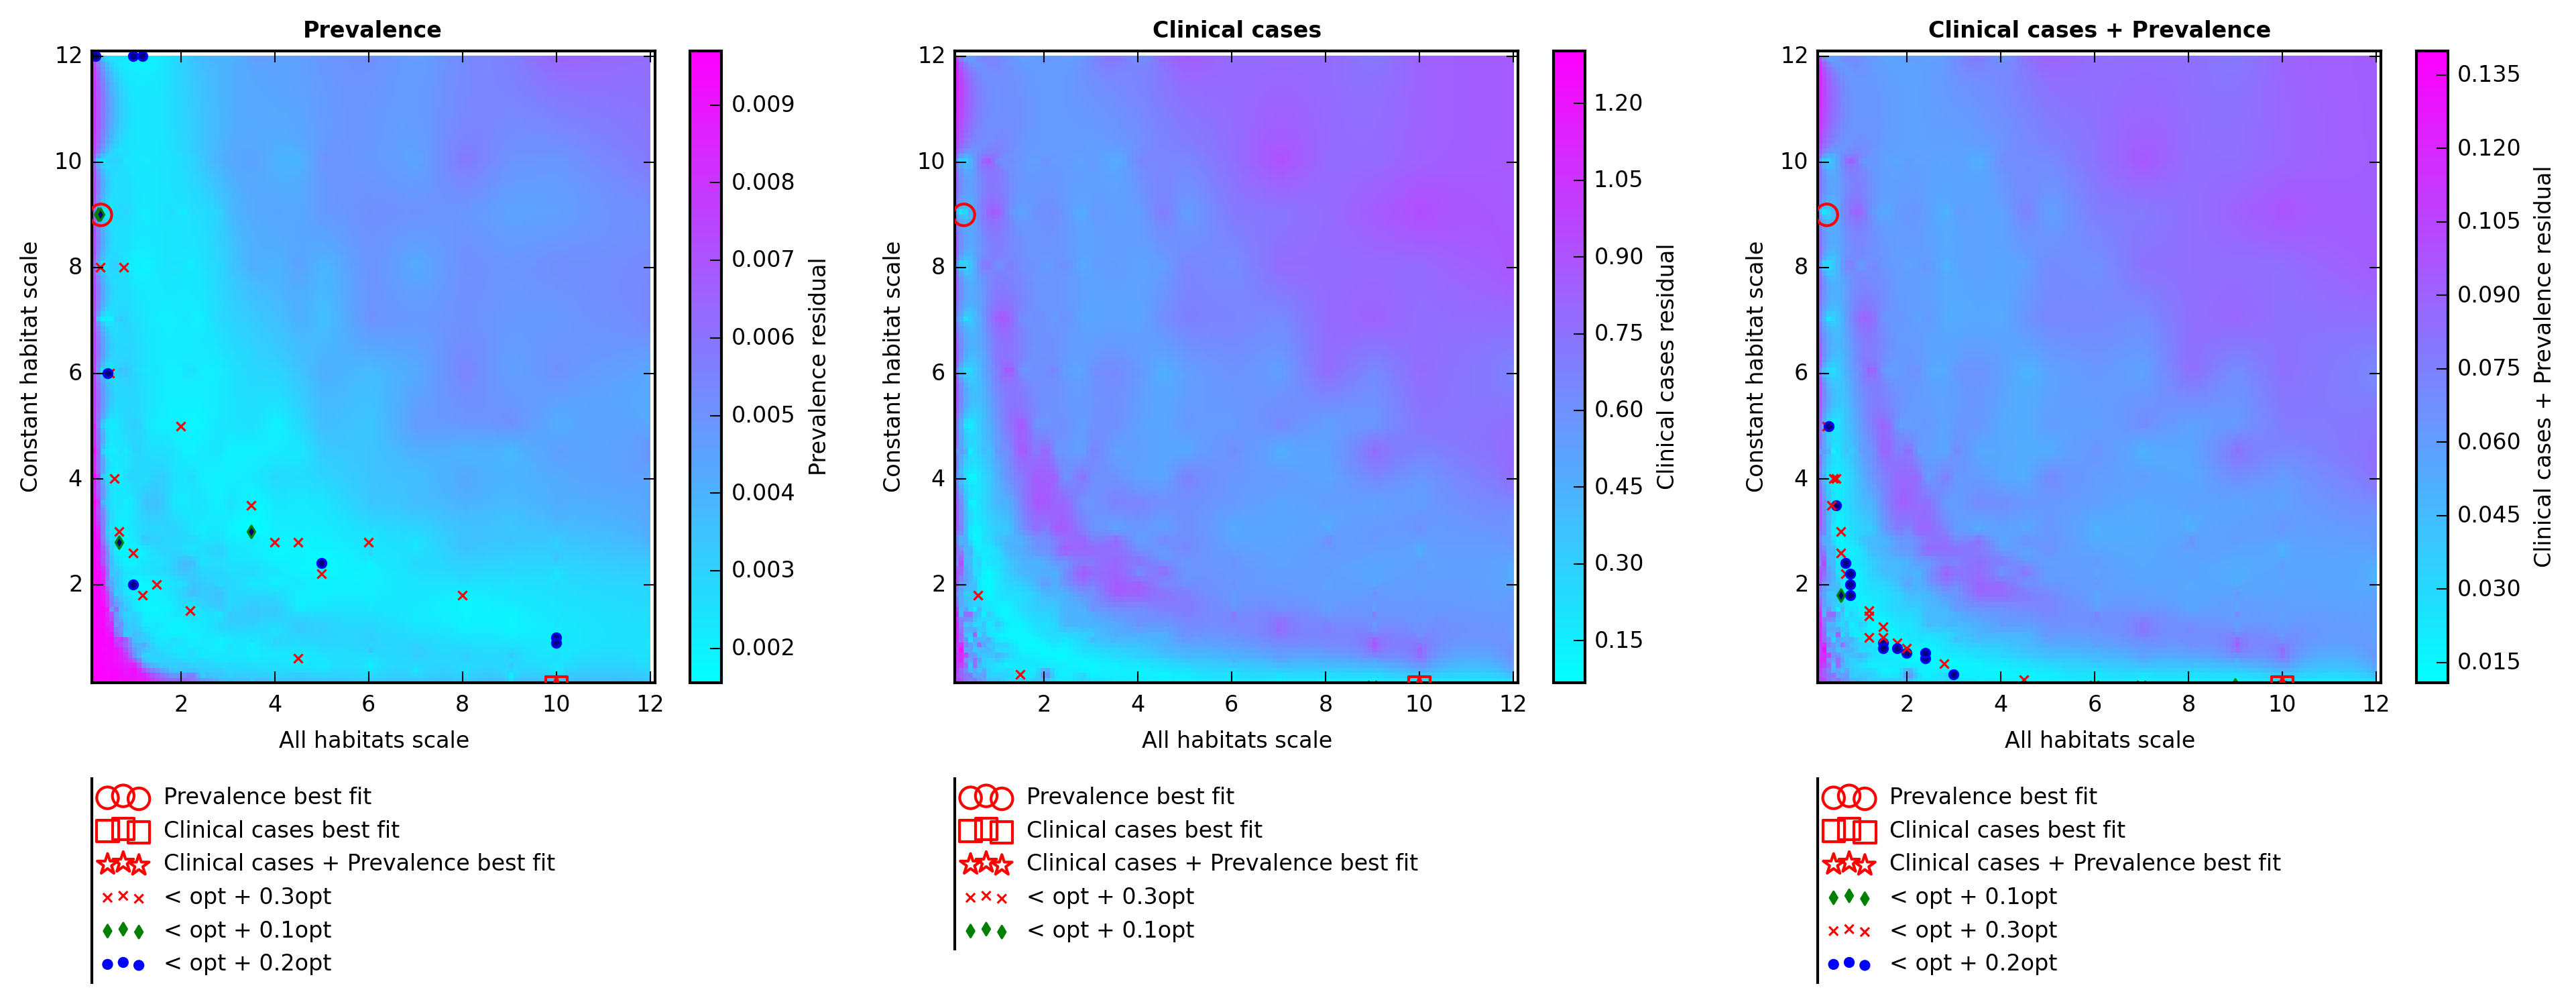 Prevalence
12
10
8
6
4
2
2 4 6 8 10 12
Constant habitat scale
All habitats scale
0.009
0.008
0.007
0.006
0.005
0.004
0.003
0.002
Prevalence residual
Prevalence best fit
Clinical cases best fit
Clinical cases + Prevalence best fit
< opt + 0.3opt
< opt + 0.1opt
< opt + 0.2opt
Clinical cases
12
10
8
6
4
2
2 4 6 8 10 12
Constant habitat scale
All habitats scale
1.20
1.05
0.90
0.75
0.60
0.45
0.30
0.15
Clinical cases residual
Prevalence best fit
Clinical cases best fit
Clinical cases + Prevalence best fit
< opt + 0.3opt
< opt + 0.1opt
Clinical cases + Prevalence
12
10
8
6
4
2
2 4 6 8 10 12
Constant habitat scale
All habitats scale
0.135
0.120
0.105
0.090
0.075
0.060
0.045
0.030
0.015
Clinical cases + Prevalence residual
Prevalence best fit
Clinical cases best fit
Clinical cases + Prevalence best fit
< opt + 0.1opt
< opt + 0.3opt
< opt + 0.2opt